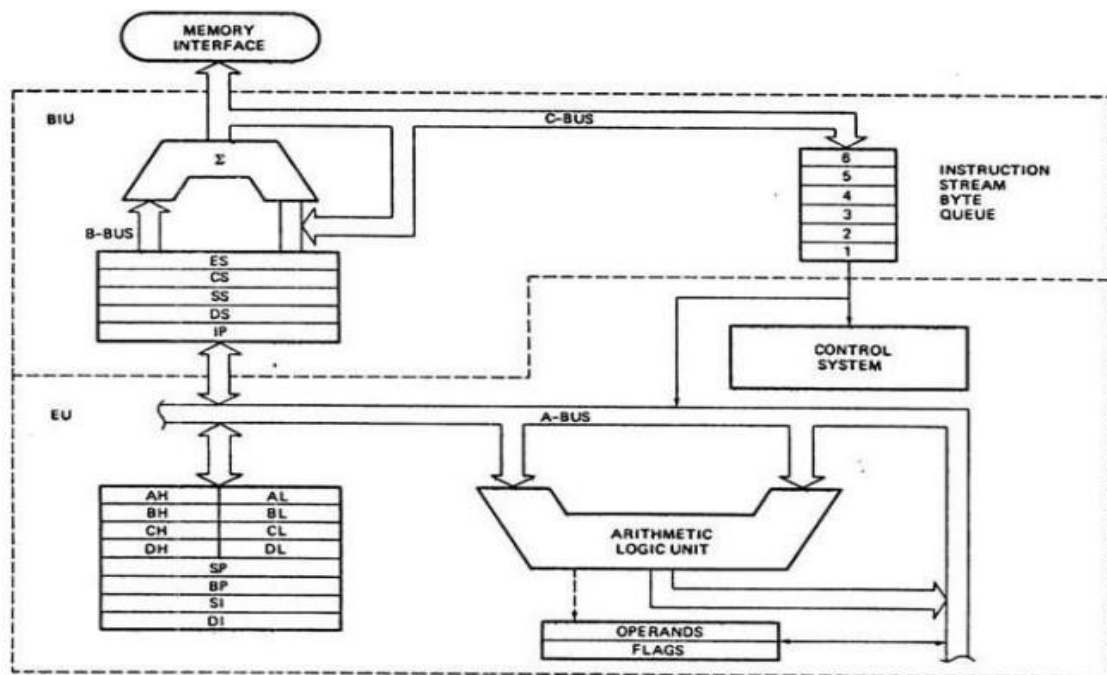 MEMORY
INTERFACE
BIU
C-BUS
Σ
B-BUS
6
5
4
3
2
1
INSTRUCTION
STREAM
BYTE
QUEUE
ES
CS
SS
DS
IP
CONTROL
SYSTEM
EU
A-BUS
AH AL
BH BL
CH CL
DH DL
SP
BP
SI
DI
ARITHMETIC
LOGIC UNIT
OPERANDS
FLAGS